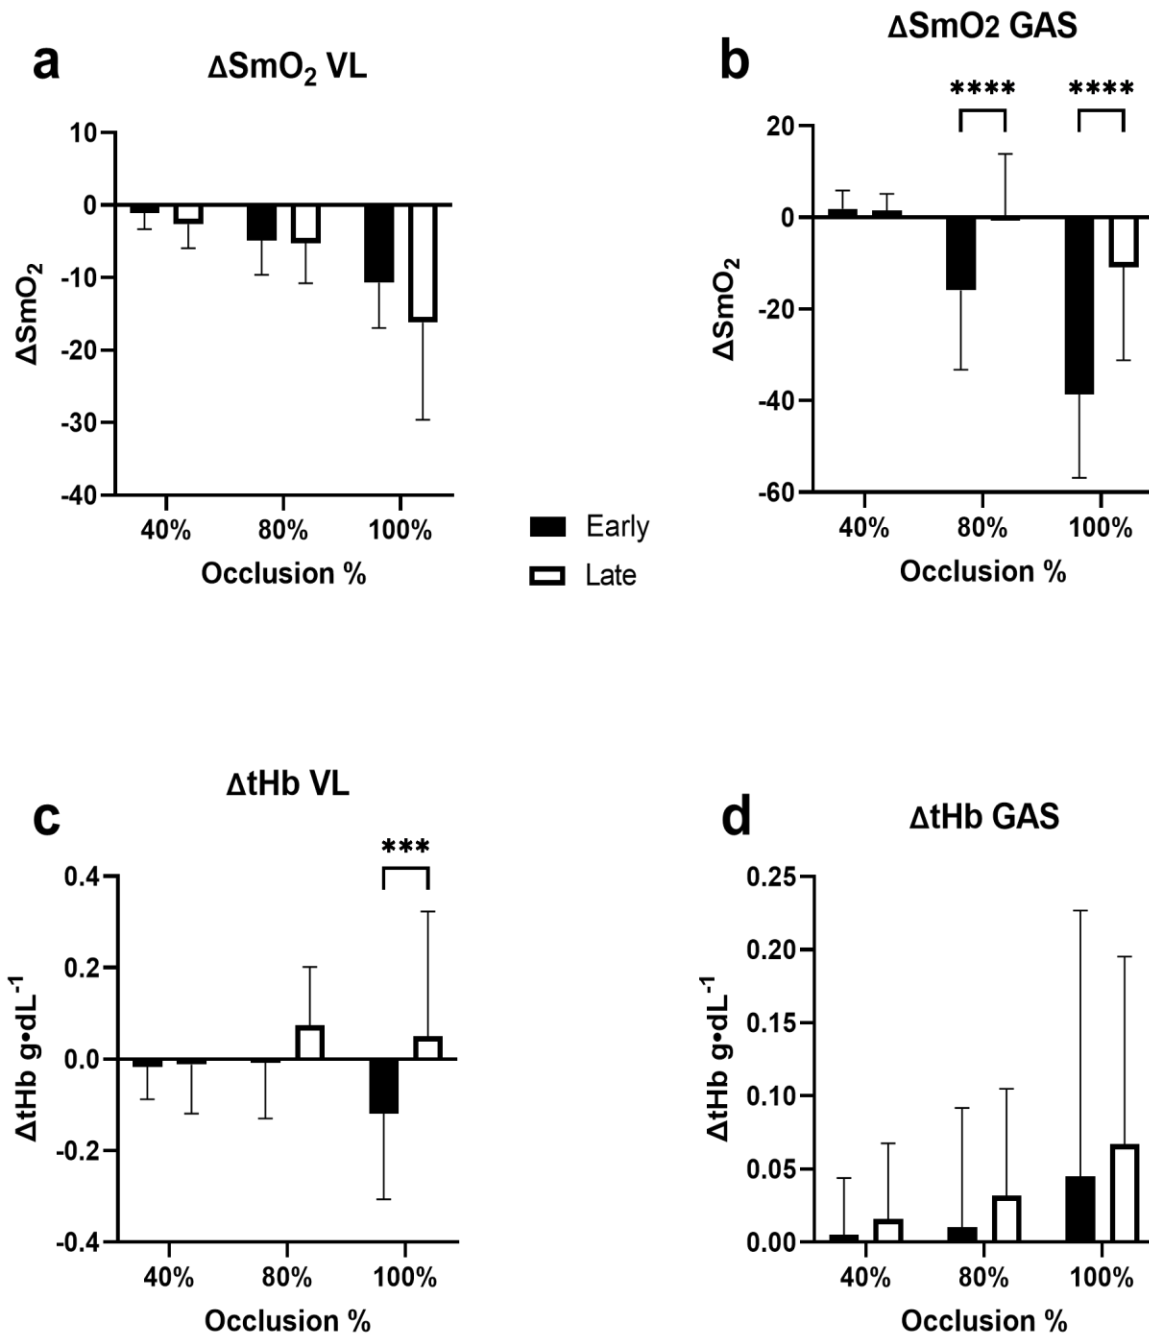 a
ΔSmO₂ VL
ΔSmO₂
10
0
-10
-20
-30
-40
40%
80%
100%
Occlusion %
b
ΔSmO2 GAS
****
****
ΔSmO₂
20
0
-20
-40
-60
40%
80%
100%
Occlusion %
Early
Late
c
ΔtHb VL
***
ΔtHb g•dL⁻¹
0.4
0.2
0.0
-0.2
-0.4
40%
80%
100%
Occlusion %
d
ΔtHb GAS
ΔtHb g•dL⁻¹
0.25
0.20
0.15
0.10
0.05
0.00
40%
80%
100%
Occlusion %